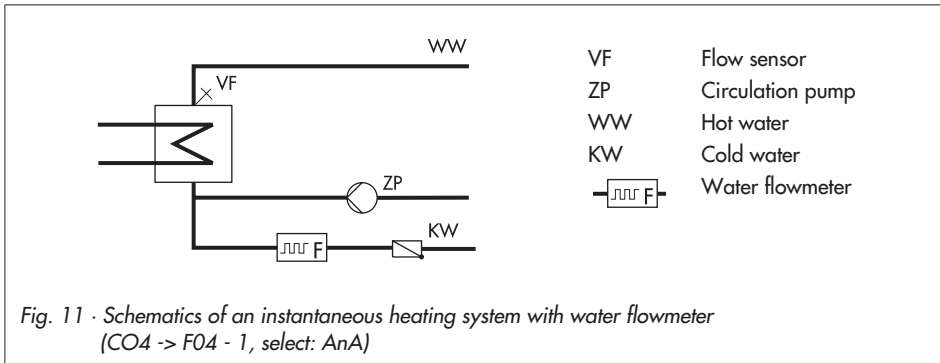 WW
VF
ZP
KW
F
VF Flow sensor
ZP Circulation pump
WW Hot water
KW Cold water
F Water flowmeter
Fig. 11 · Schematics of an instantaneous heating system with water flowmeter
(CO4 -> F04 - 1, select: AnA)